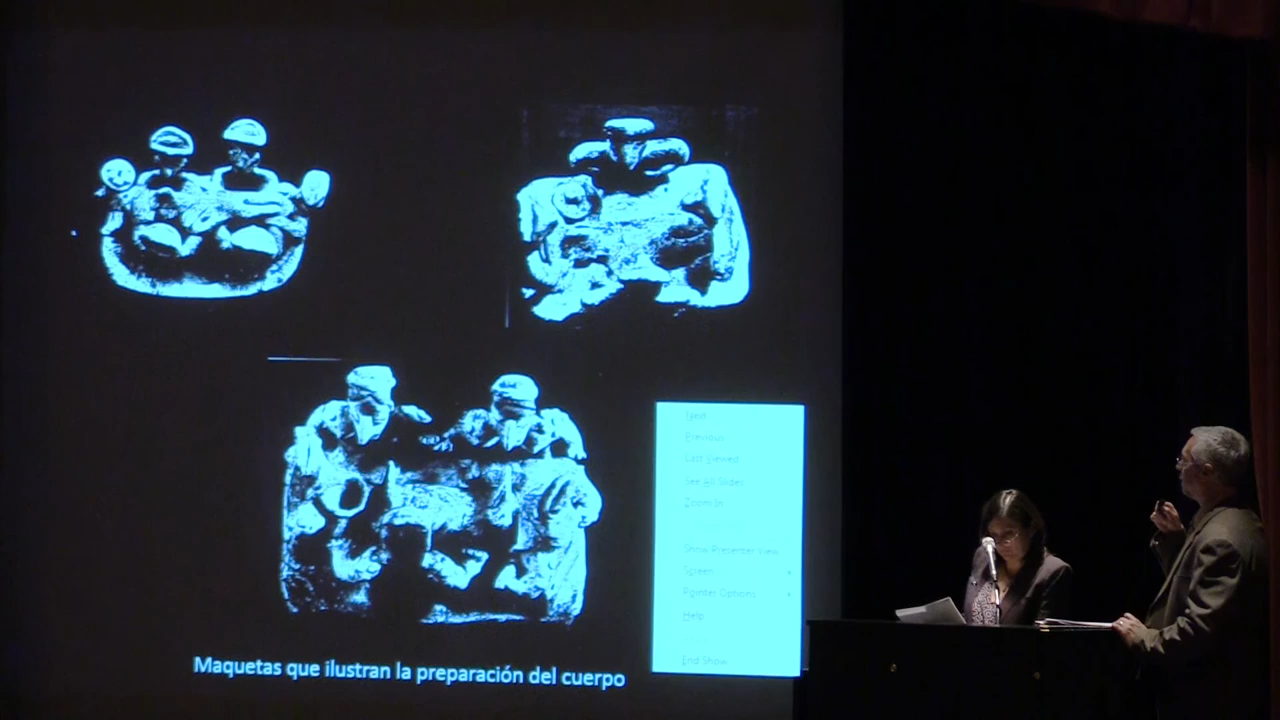 Maquetas que ilustran la preparación del cuerpo
Next
Previous
Last Viewed
See All Slides
Zoom In
Show Presenter View
Screen
Pointer Options
Help
End Show